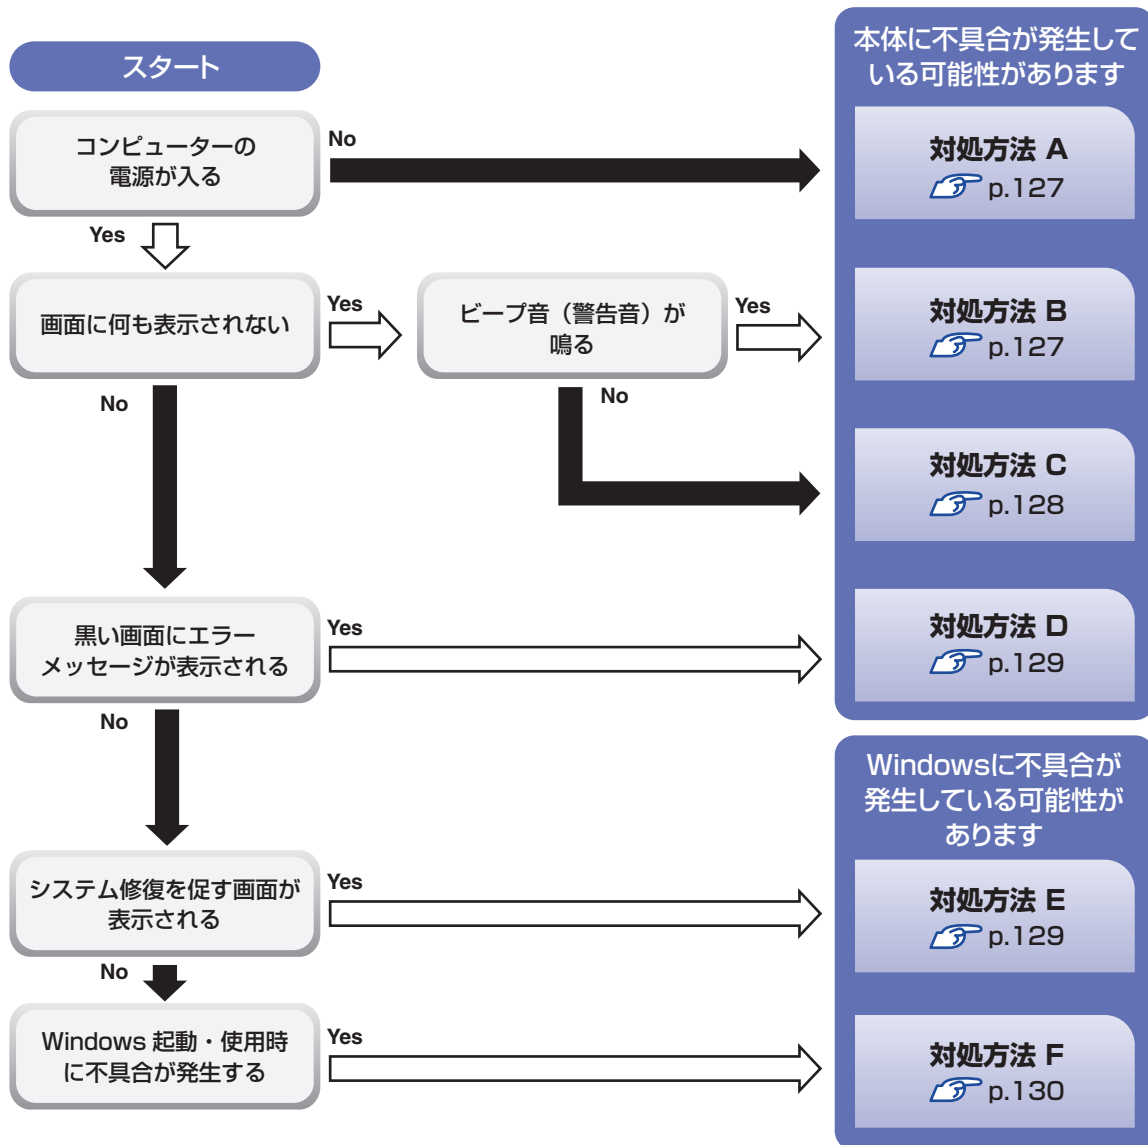 スタート
コンピューターの
電源が入る
No
Yes
画面に何も表示されない
Yes
ビープ音（警告音）が
鳴る
Yes
No
No
黒い画面にエラー
メッセージが表示される
Yes
No
システム修復を促す画面が
表示される
Yes
No
Windows 起動・使用時
に不具合が発生する
Yes
本体に不具合が発生して
いる可能性があります
対処方法 A
p.127
対処方法 B
p.127
対処方法 C
p.128
対処方法 D
p.129
Windowsに不具合が
発生している可能性が
あります
対処方法 E
p.129
対処方法 F
p.130